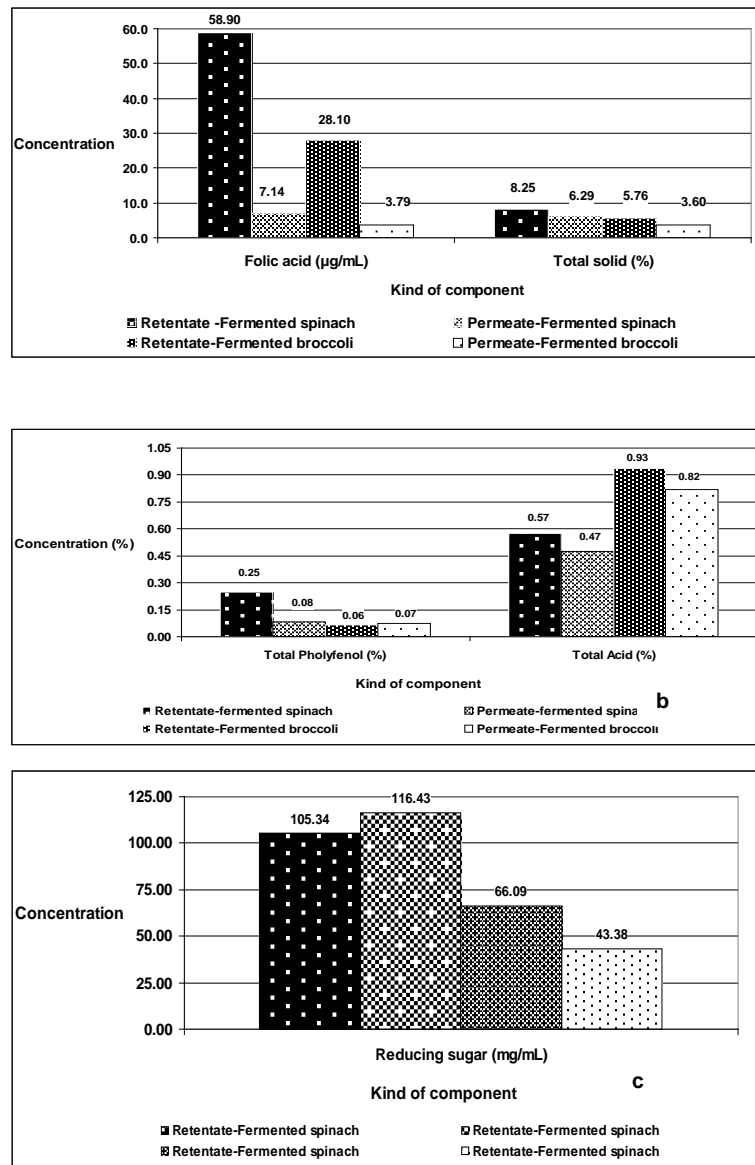 58.90
60.0
50.0
40.0
30.0
20.0
10.0
0.0
Concentration
28.10
7.14
3.79
8.25
6.29
5.76
3.60
Folic acid (µg/mL)
Total solid (%)
Kind of component
Retentate -Fermented spinach
Permeate-Fermented spinach
Retentate-Fermented broccoli
Permeate-Fermented broccoli
1.05
0.90
0.75
0.60
0.45
0.30
0.15
0.00
Concentration (%)
0.25
0.08
0.06
0.07
0.57
0.47
0.93
0.82
Total Pholyfenol (%)
Total Acid (%)
Kind of component
b
Retentate-fermented spinach
Permeate-fermented spina
Retentate-Fermented broccoli
Permeate-Fermented broccoli
125.00
100.00
75.00
50.00
25.00
0.00
Concentration
105.34
116.43
66.09
43.38
Reducing sugar (mg/mL)
Kind of component
c
Retentate-Fermented spinach
Retentate-Fermented spinach
Retentate-Fermented spinach
Retentate-Fermented spinach